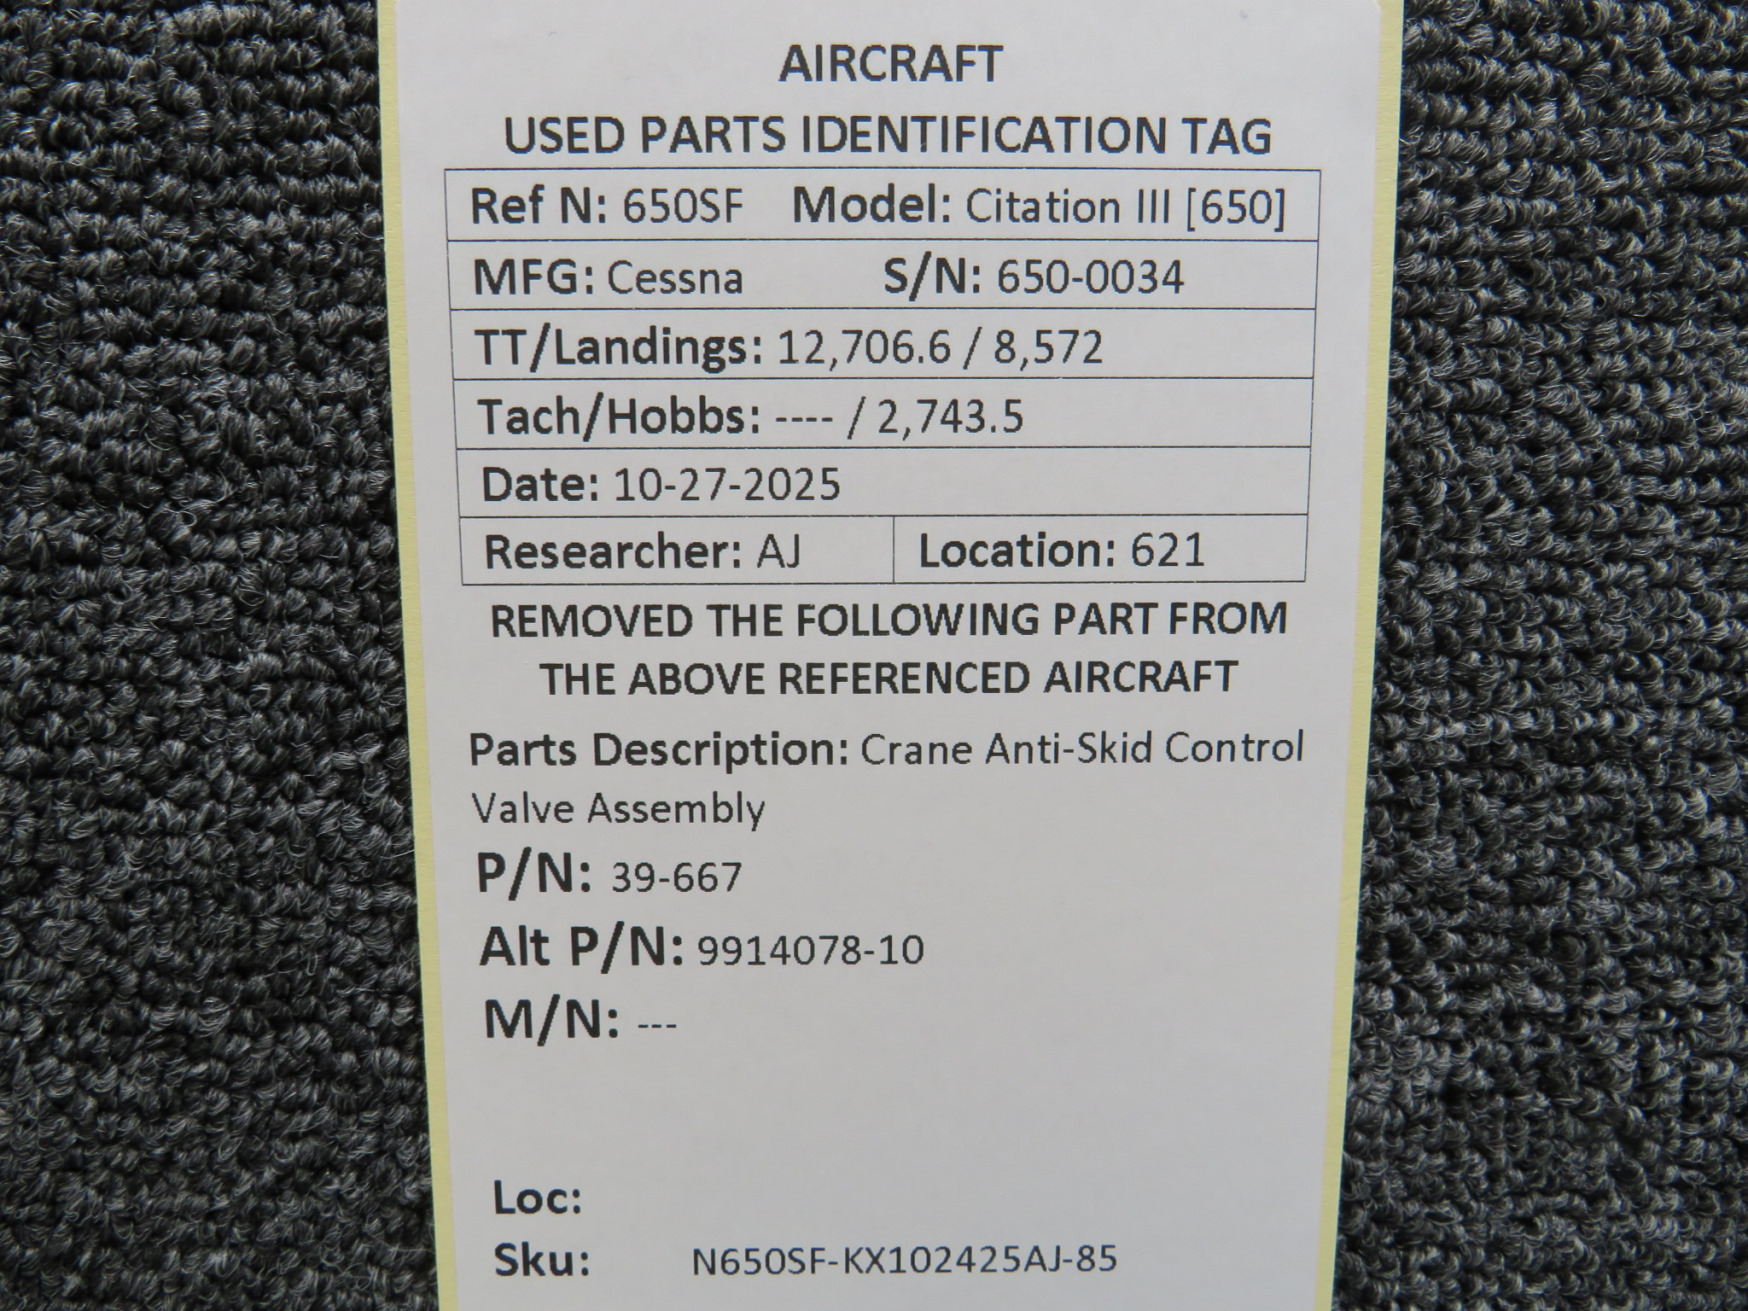 AIRCRAFT
USED PARTS IDENTIFICATION TAG
Ref N: 650SF Model: Citation III [650]
MFG: Cessna S/N: 650-0034
TT/Landings: 12,706.6 / 8,572
Tach/Hobbs: ---- / 2,743.5
Date: 10-27-2025
Researcher: AJ Location: 621
REMOVED THE FOLLOWING PART FROM
THE ABOVE REFERENCED AIRCRAFT
Parts Description: Crane Anti-Skid Control
Valve Assembly
P/N: 39-667
Alt P/N: 9914078-10
M/N: ---
Loc:
Sku: N650SF-KX102425AJ-85